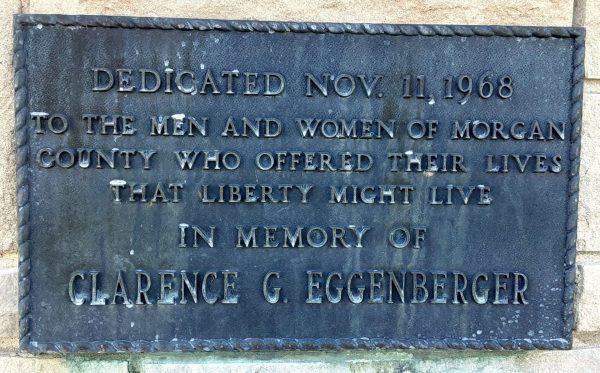 DEDICATED NOV. 11, 1968
TO THE MEN AND WOMEN OF MORGAN
COUNTY WHO OFFERED THEIR LIVES
THAT LIBERTY MIGHT LIVE
IN MEMORY OF
CLARENCE G. EGGENBERGER